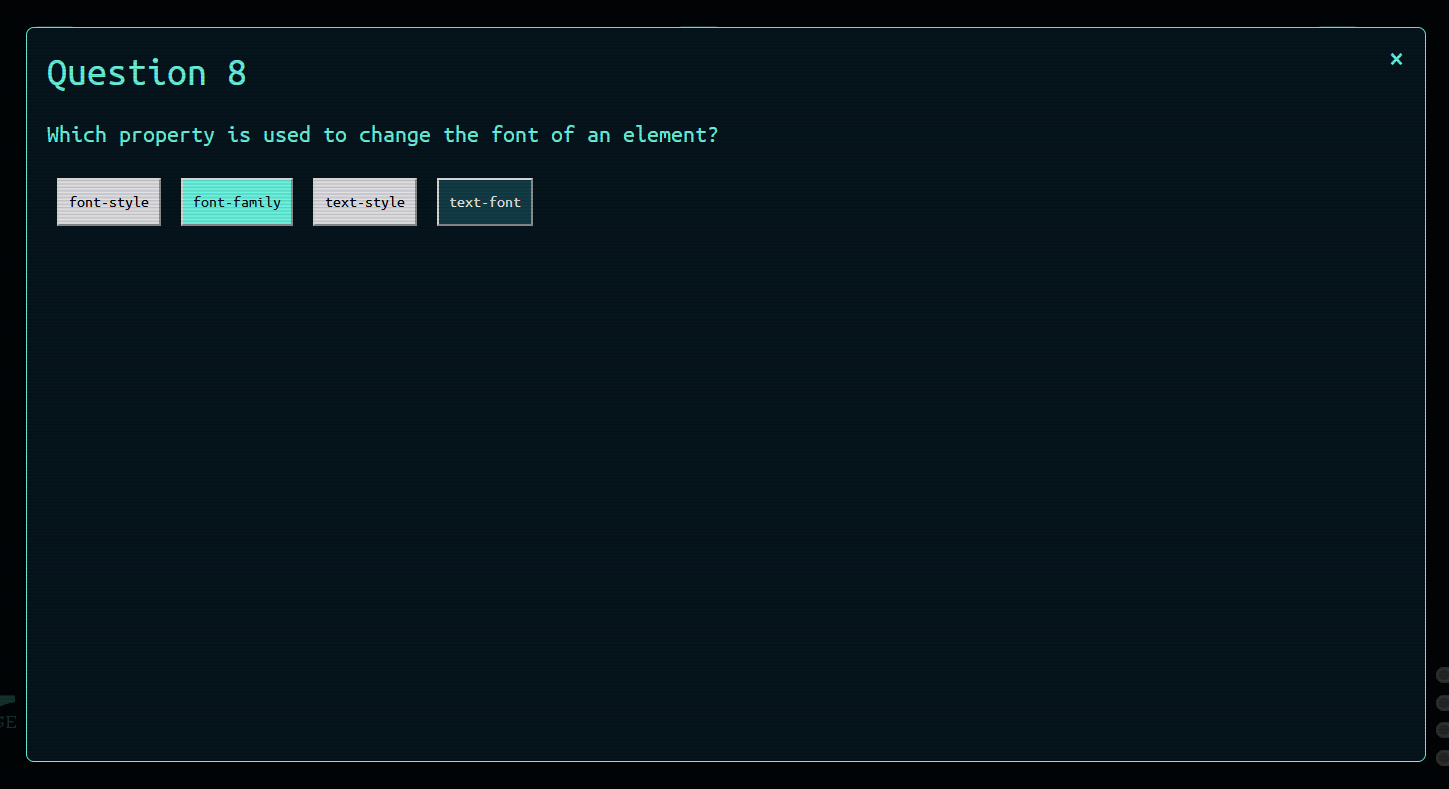 Question 8
×
Which property is used to change the font of an element?
font-style font-family text-style text-font
GE